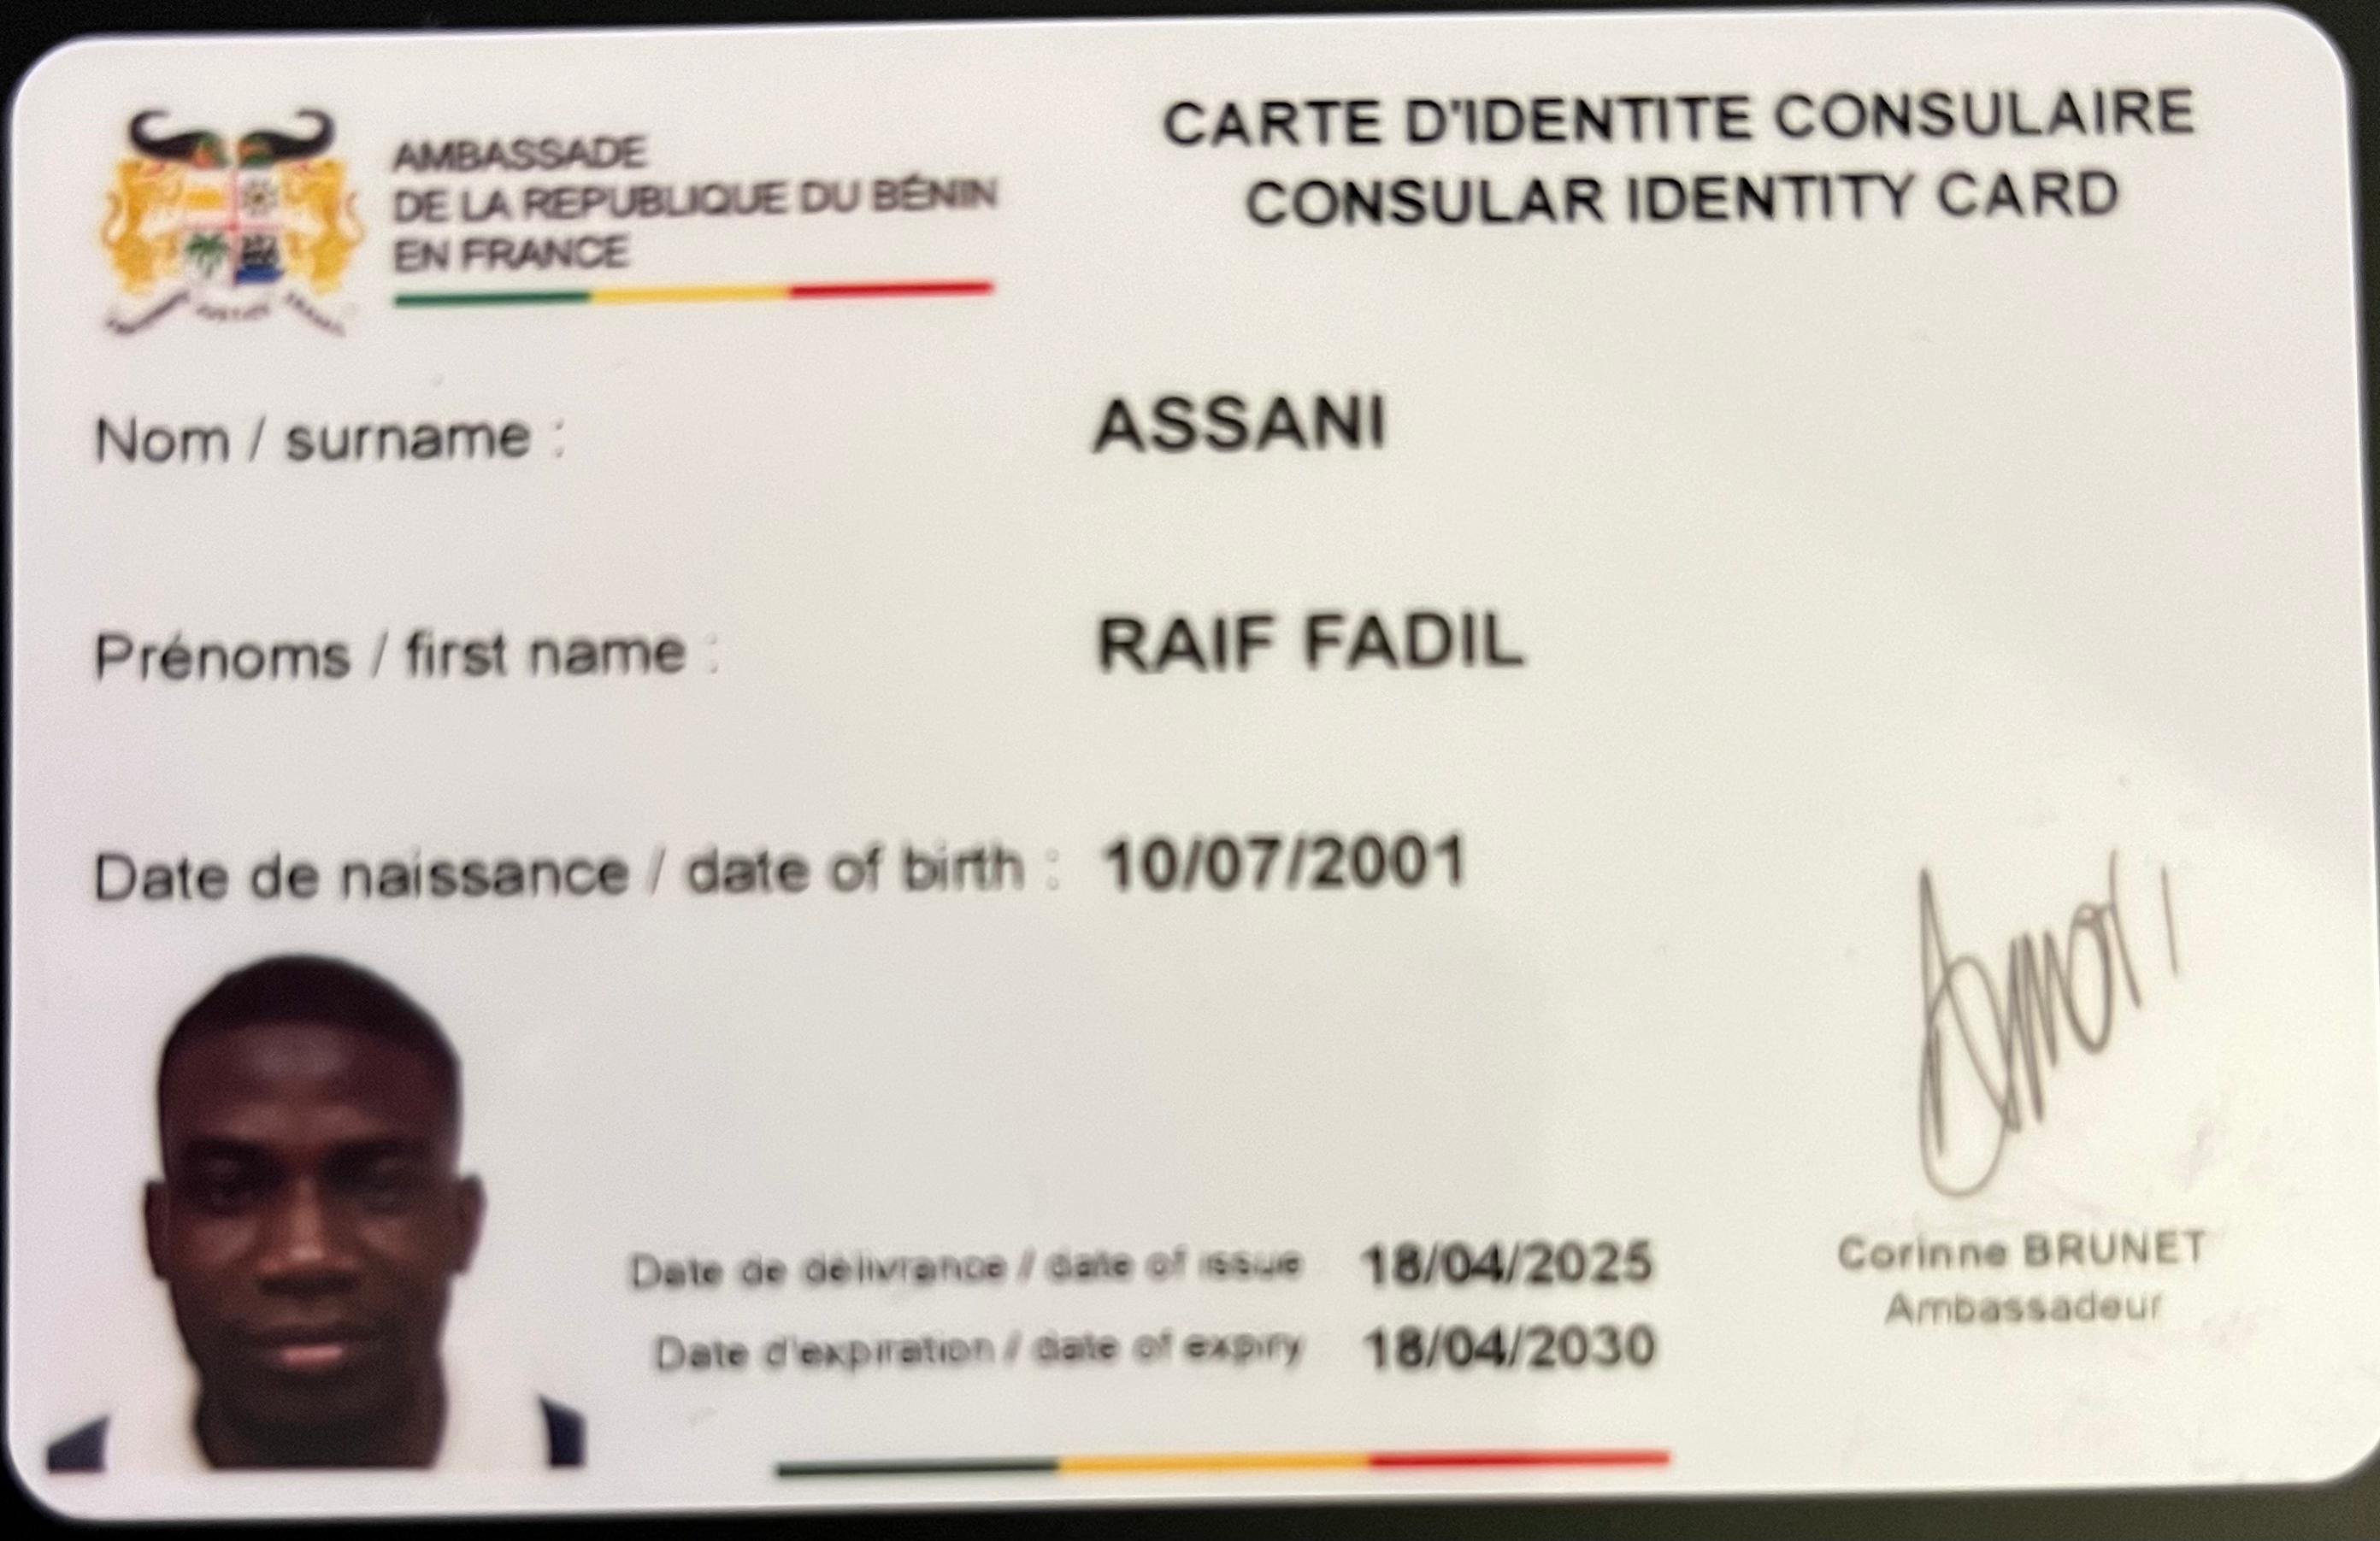 AMBASSADE
DE LA REPUBLIQUE DU BÉNIN
EN FRANCE
CARTE D'IDENTITE CONSULAIRE
CONSULAR IDENTITY CARD
Nom / surname : ASSANI
Prénoms / first name : RAIF FADIL
Date de naissance / date of birth : 10/07/2001
Date de délivrance / date of issue 18/04/2025
Date d'expiration / date of expiry 18/04/2030
Corinne BRUNET
Ambassadeur